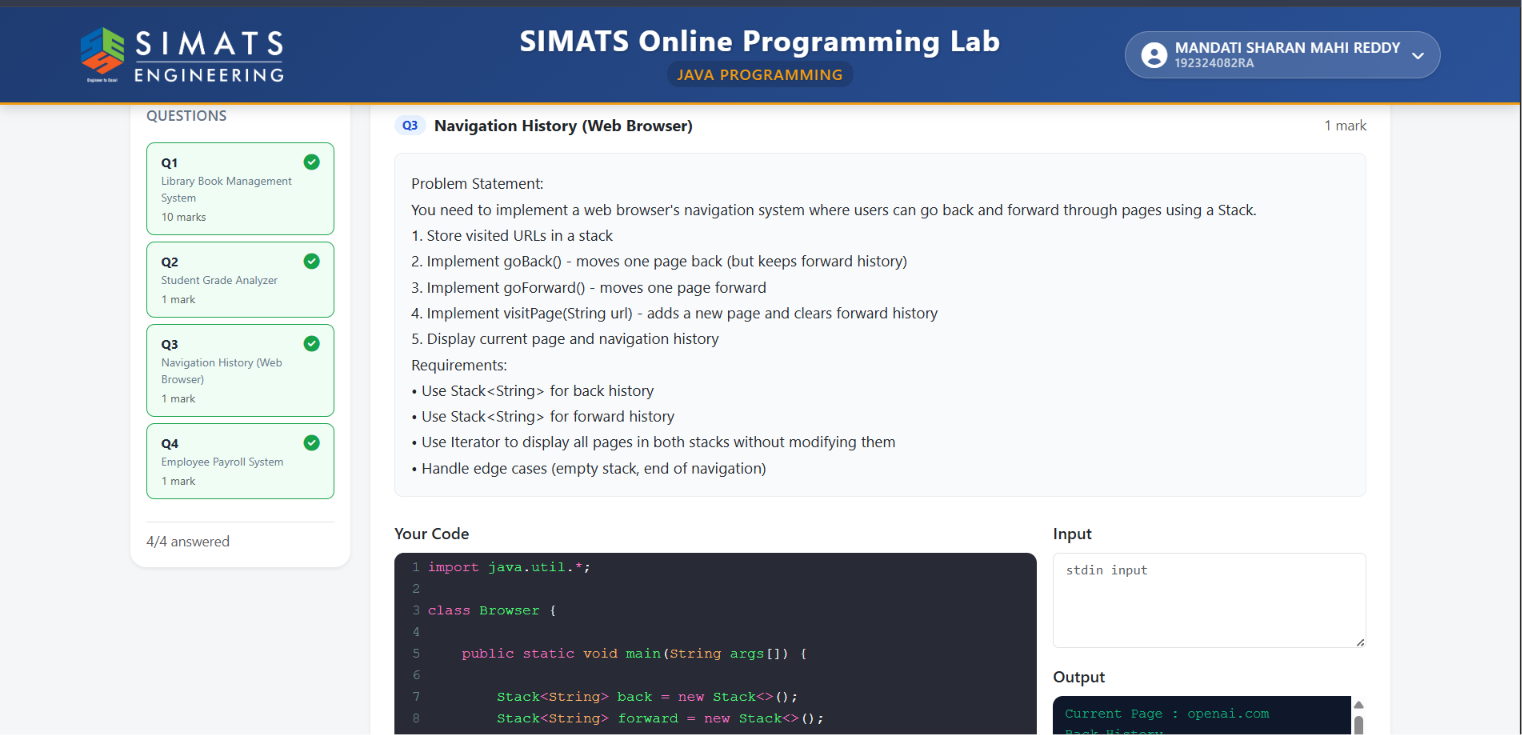 SIMATS
ENGINEERING
Engineer to Excel
SIMATS Online Programming Lab
JAVA PROGRAMMING
MANDATI SHARAN MAHI REDDY
192324082RA
QUESTIONS
Q1
Library Book Management
System
10 marks
Q2
Student Grade Analyzer
1 mark
Q3
Navigation History (Web
Browser)
1 mark
Q4
Employee Payroll System
1 mark
4/4 answered
Q3 Navigation History (Web Browser) 1 mark
Problem Statement:
You need to implement a web browser's navigation system where users can go back and forward through pages using a Stack.
1. Store visited URLs in a stack
2. Implement goBack() - moves one page back (but keeps forward history)
3. Implement goForward() - moves one page forward
4. Implement visitPage(String url) - adds a new page and clears forward history
5. Display current page and navigation history
Requirements:
• Use Stack<String> for back history
• Use Stack<String> for forward history
• Use Iterator to display all pages in both stacks without modifying them
• Handle edge cases (empty stack, end of navigation)
Your Code
1 import java.util.*;
2
3 class Browser {
4
5 public static void main(String args[]) {
6
7 Stack<String> back = new Stack<>();
8 Stack<String> forward = new Stack<>();
Input
stdin input
Output
Current Page : openai.com
Back History